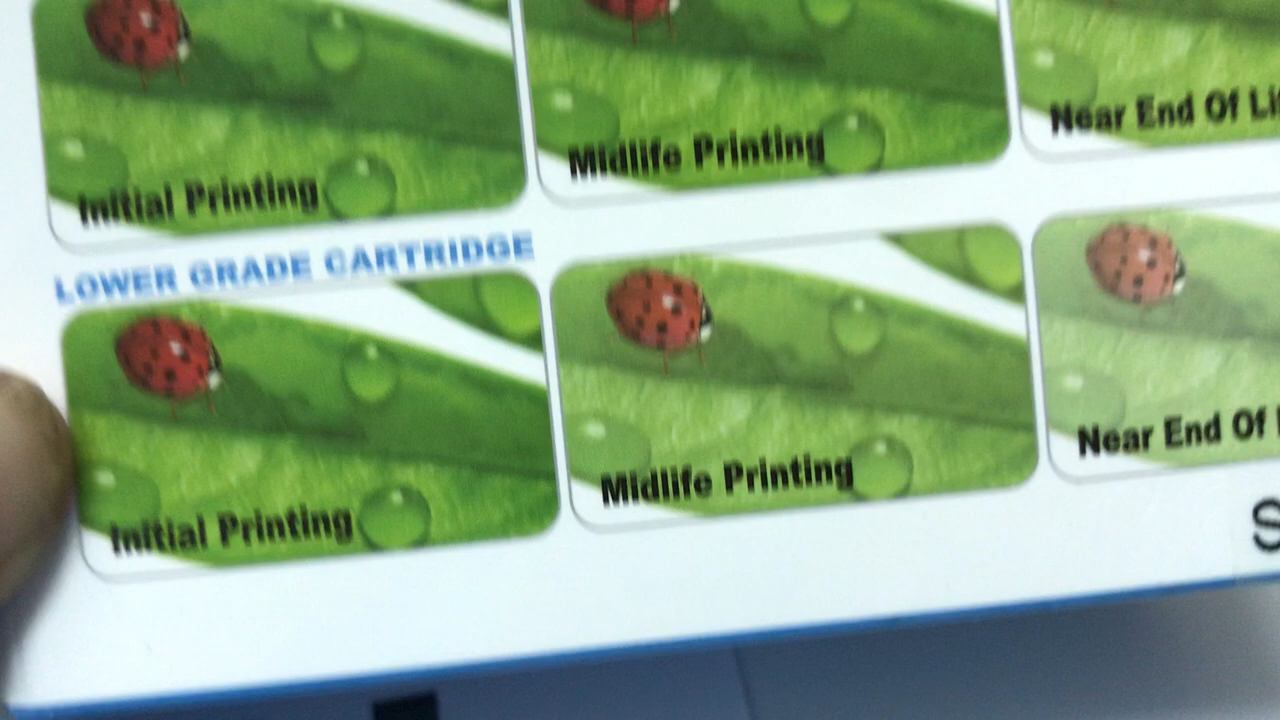 Initial Printing
Midlife Printing
Near End Of
LOWER GRADE CARTRIDGE
Initial Printing
Midlife Printing
Near End Of